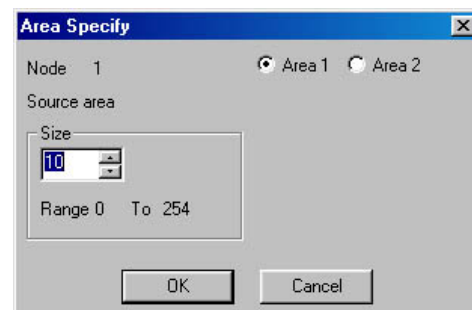 Area Specify
Node 1
Area 1 Area 2
Source area
Size
10
Range 0 To 254
OK Cancel